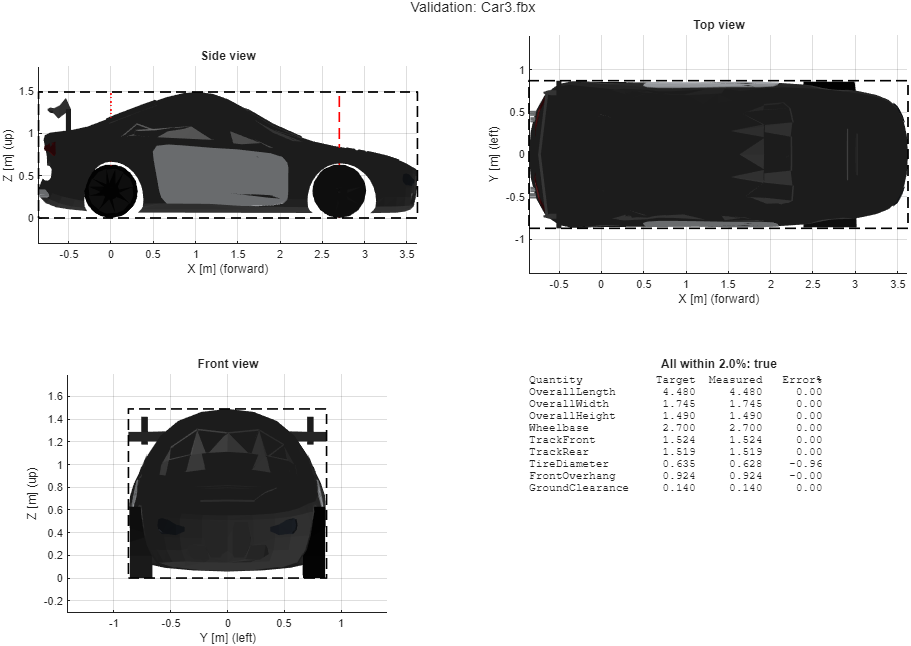 Validation: Car3.fbx
Side view
1.5
1
0.5
0
Z [m] (up)
-0.5
0
0.5
1
1.5
2
2.5
3
3.5
X [m] (forward)
Top view
1
0.5
0
-0.5
-1
Y [m] (left)
-0.5
0
0.5
1
1.5
2
2.5
3
3.5
X [m] (forward)
Front view
1.6
1.4
1.2
1
0.8
0.6
0.4
0.2
0
-0.2
Z [m] (up)
-1
-0.5
0
0.5
1
Y [m] (left)
All within 2.0%: true
Quantity Target Measured Error%
OverallLength 4.480 4.480 0.00
OverallWidth 1.745 1.745 0.00
OverallHeight 1.490 1.490 0.00
Wheelbase 2.700 2.700 0.00
TrackFront 1.524 1.524 0.00
TrackRear 1.519 1.519 0.00
TireDiameter 0.635 0.628 -0.96
FrontOverhang 0.924 0.924 -0.00
GroundClearance 0.140 0.140 0.00